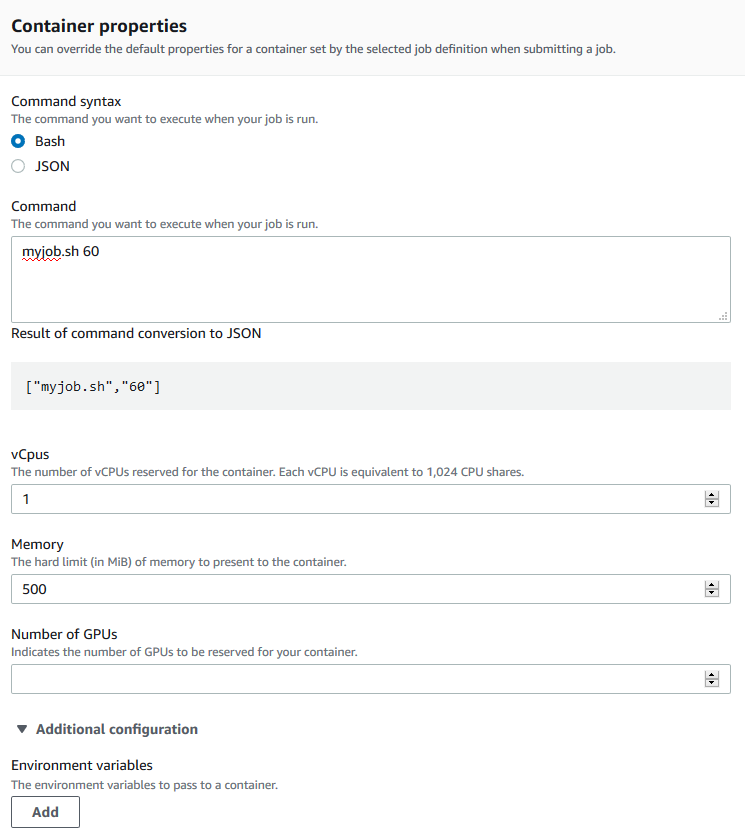 Container properties
You can override the default properties for a container set by the selected job definition when submitting a job.
Command syntax
The command you want to execute when your job is run.
Bash
JSON
Command
The command you want to execute when your job is run.
myjob.sh 60
Result of command conversion to JSON
["myjob.sh","60"]
vCpus
The number of vCPUs reserved for the container. Each vCPU is equivalent to 1,024 CPU shares.
1
Memory
The hard limit (in MiB) of memory to present to the container.
500
Number of GPUs
Indicates the number of GPUs to be reserved for your container.
Additional configuration
Environment variables
The environment variables to pass to a container.
Add